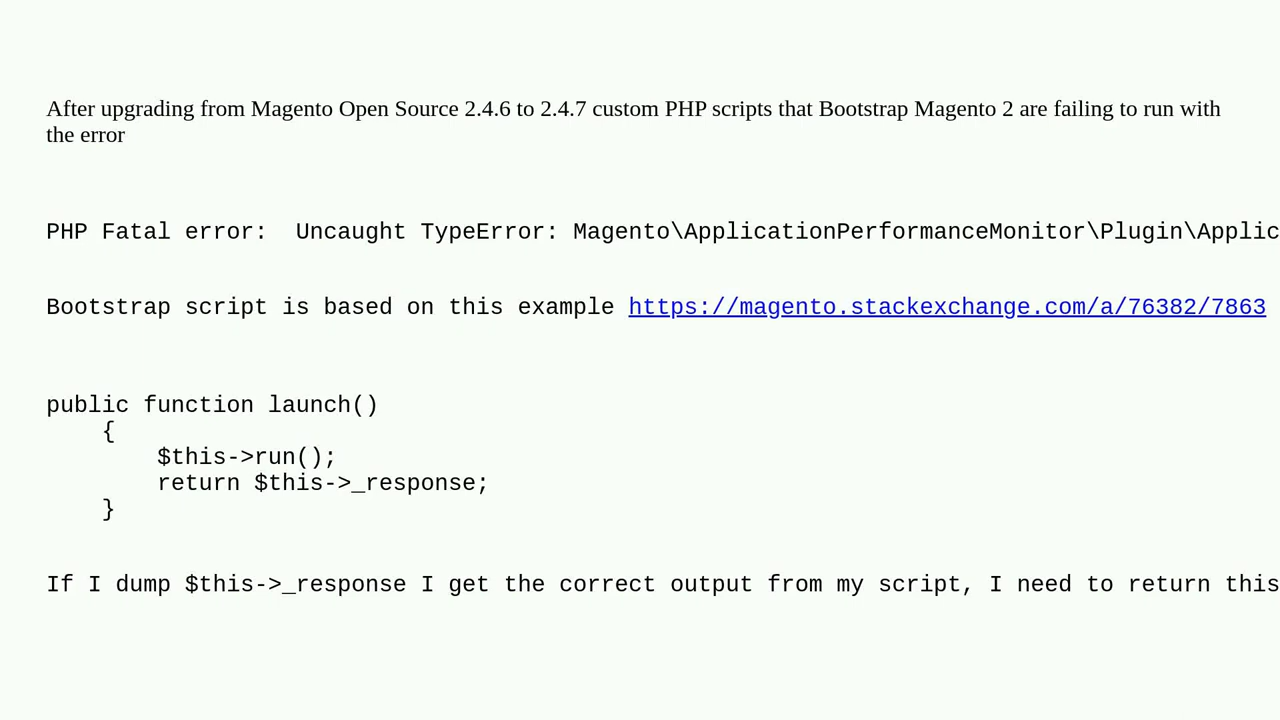 After upgrading from Magento Open Source 2.4.6 to 2.4.7 custom PHP scripts that Bootstrap Magento 2 are failing to run with
the error
PHP Fatal error:  Uncaught TypeError: Magento\ApplicationPerformanceMonitor\Plugin\Applic
Bootstrap script is based on this example https://magento.stackexchange.com/a/76382/7863
public function launch()
    {
        $this->run();
        return $this->_response;
    }
If I dump $this->_response I get the correct output from my script, I need to return this